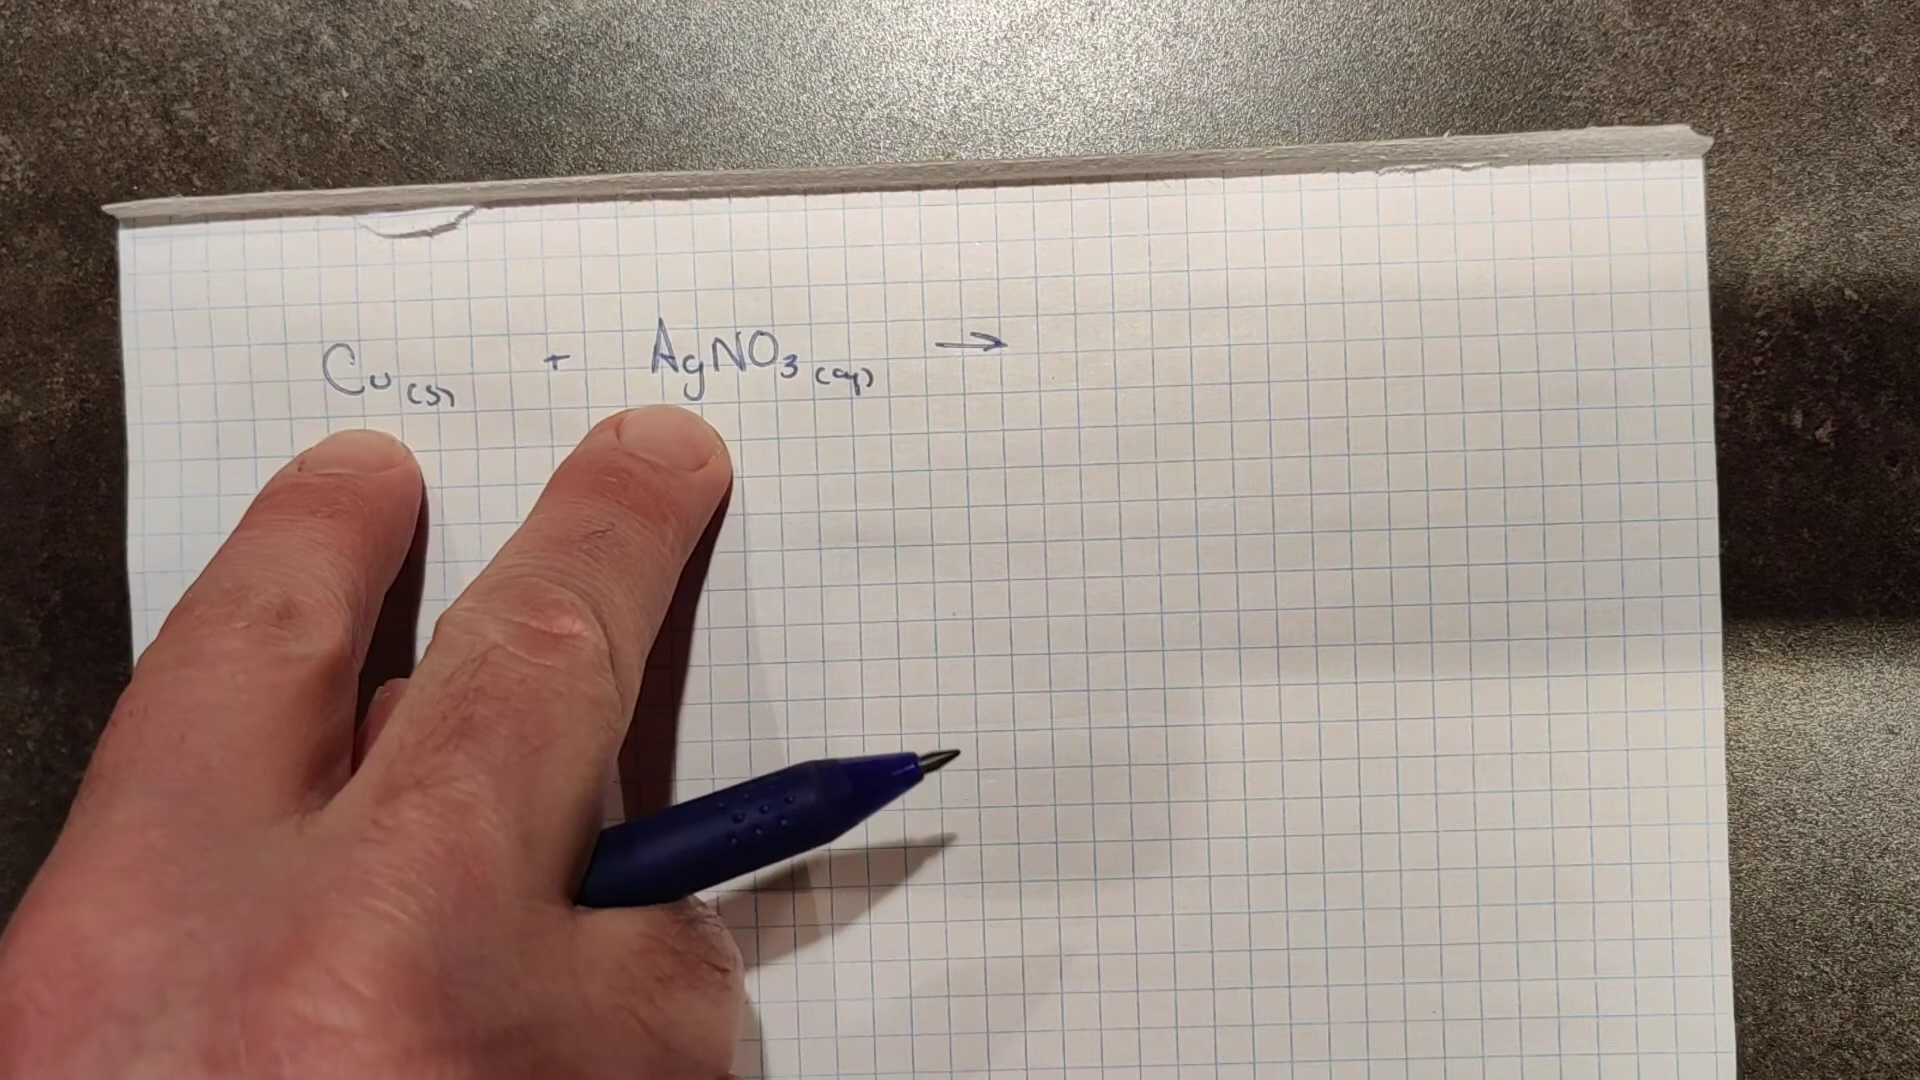 Cu(s) + AgNO3 (aq) →